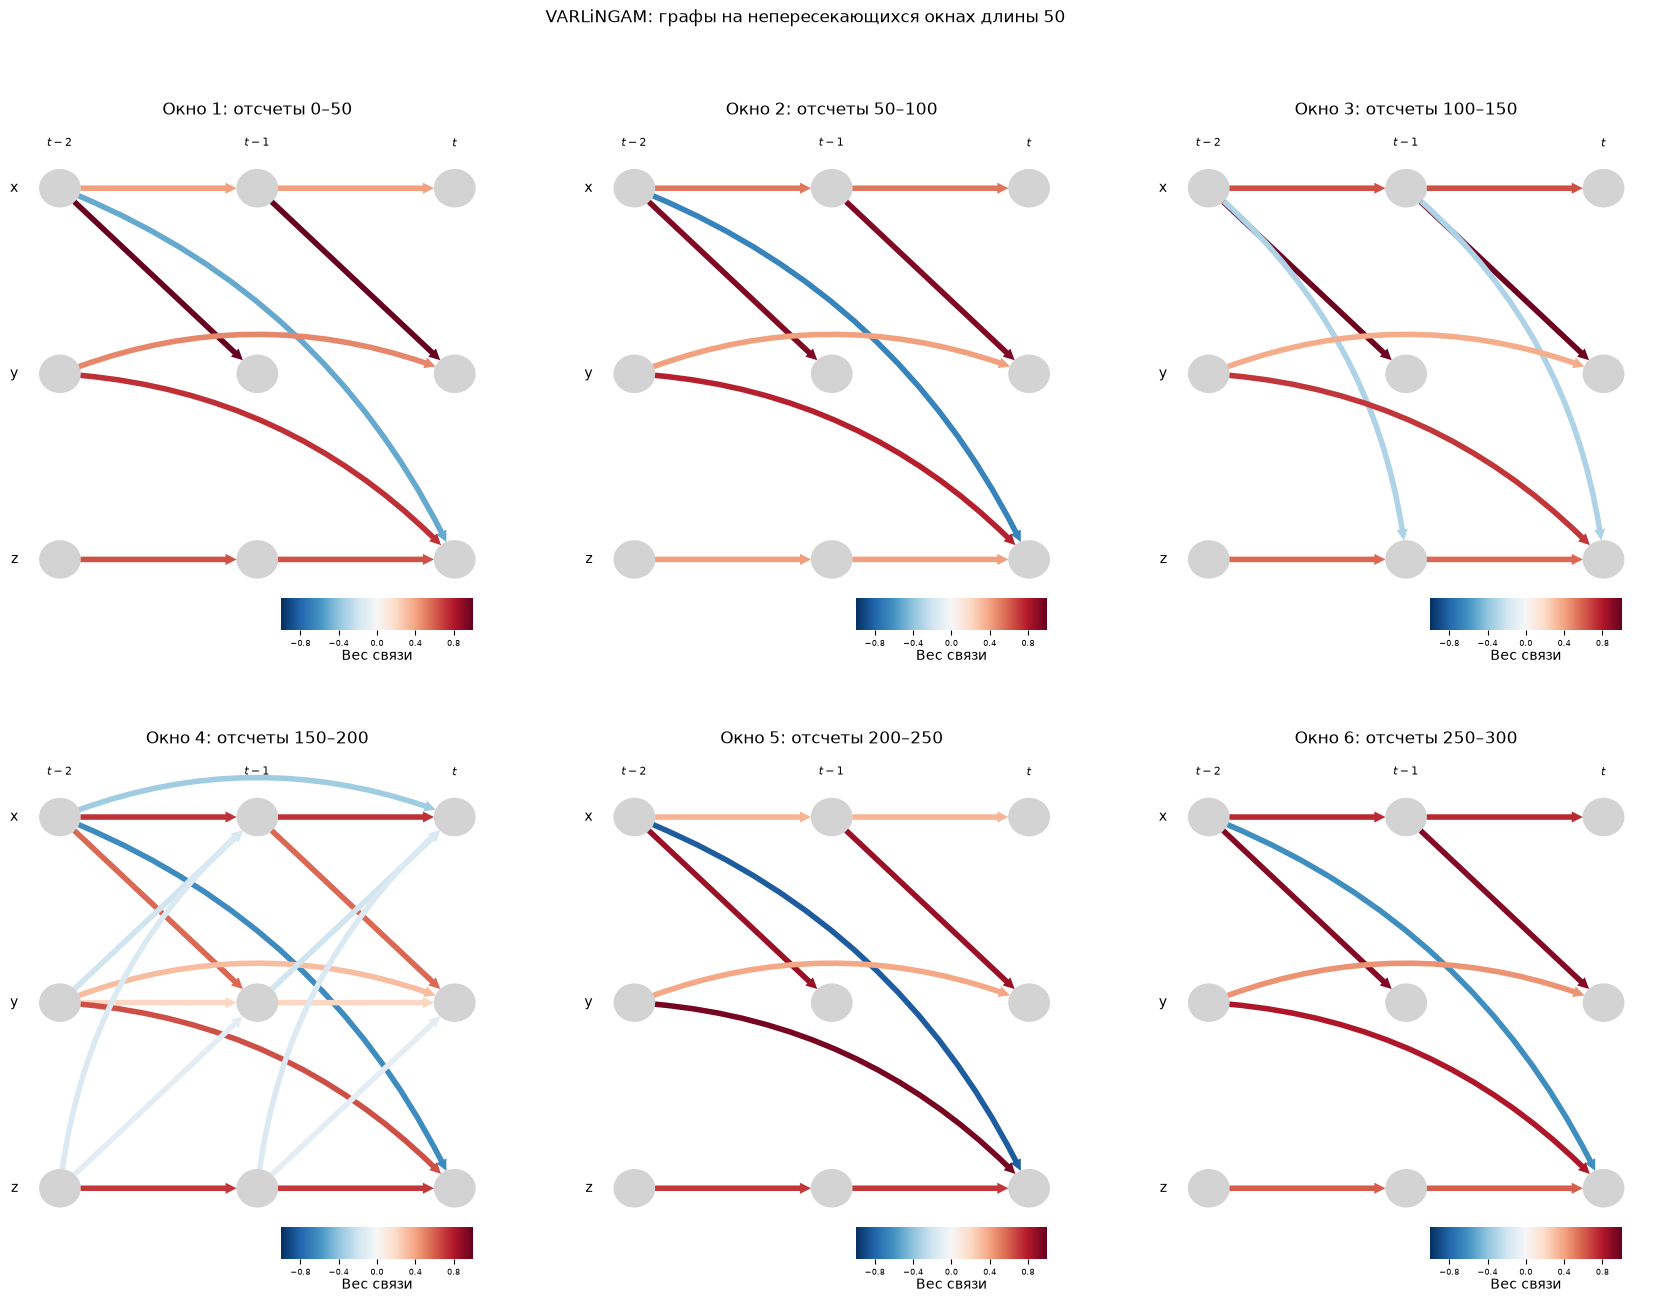 VARLiNGAM: графы на непересекающихся окнах длины 50
Окно 1: отсчеты 0–50
t − 2 t − 1 t
x
y
z
−0.8 −0.4 0.0 0.4 0.8
Вес связи
Окно 2: отсчеты 50–100
t − 2 t − 1 t
x
y
z
−0.8 −0.4 0.0 0.4 0.8
Вес связи
Окно 3: отсчеты 100–150
t − 2 t − 1 t
x
y
z
−0.8 −0.4 0.0 0.4 0.8
Вес связи
Окно 4: отсчеты 150–200
t − 2 t − 1 t
x
y
z
−0.8 −0.4 0.0 0.4 0.8
Вес связи
Окно 5: отсчеты 200–250
t − 2 t − 1 t
x
y
z
−0.8 −0.4 0.0 0.4 0.8
Вес связи
Окно 6: отсчеты 250–300
t − 2 t − 1 t
x
y
z
−0.8 −0.4 0.0 0.4 0.8
Вес связи